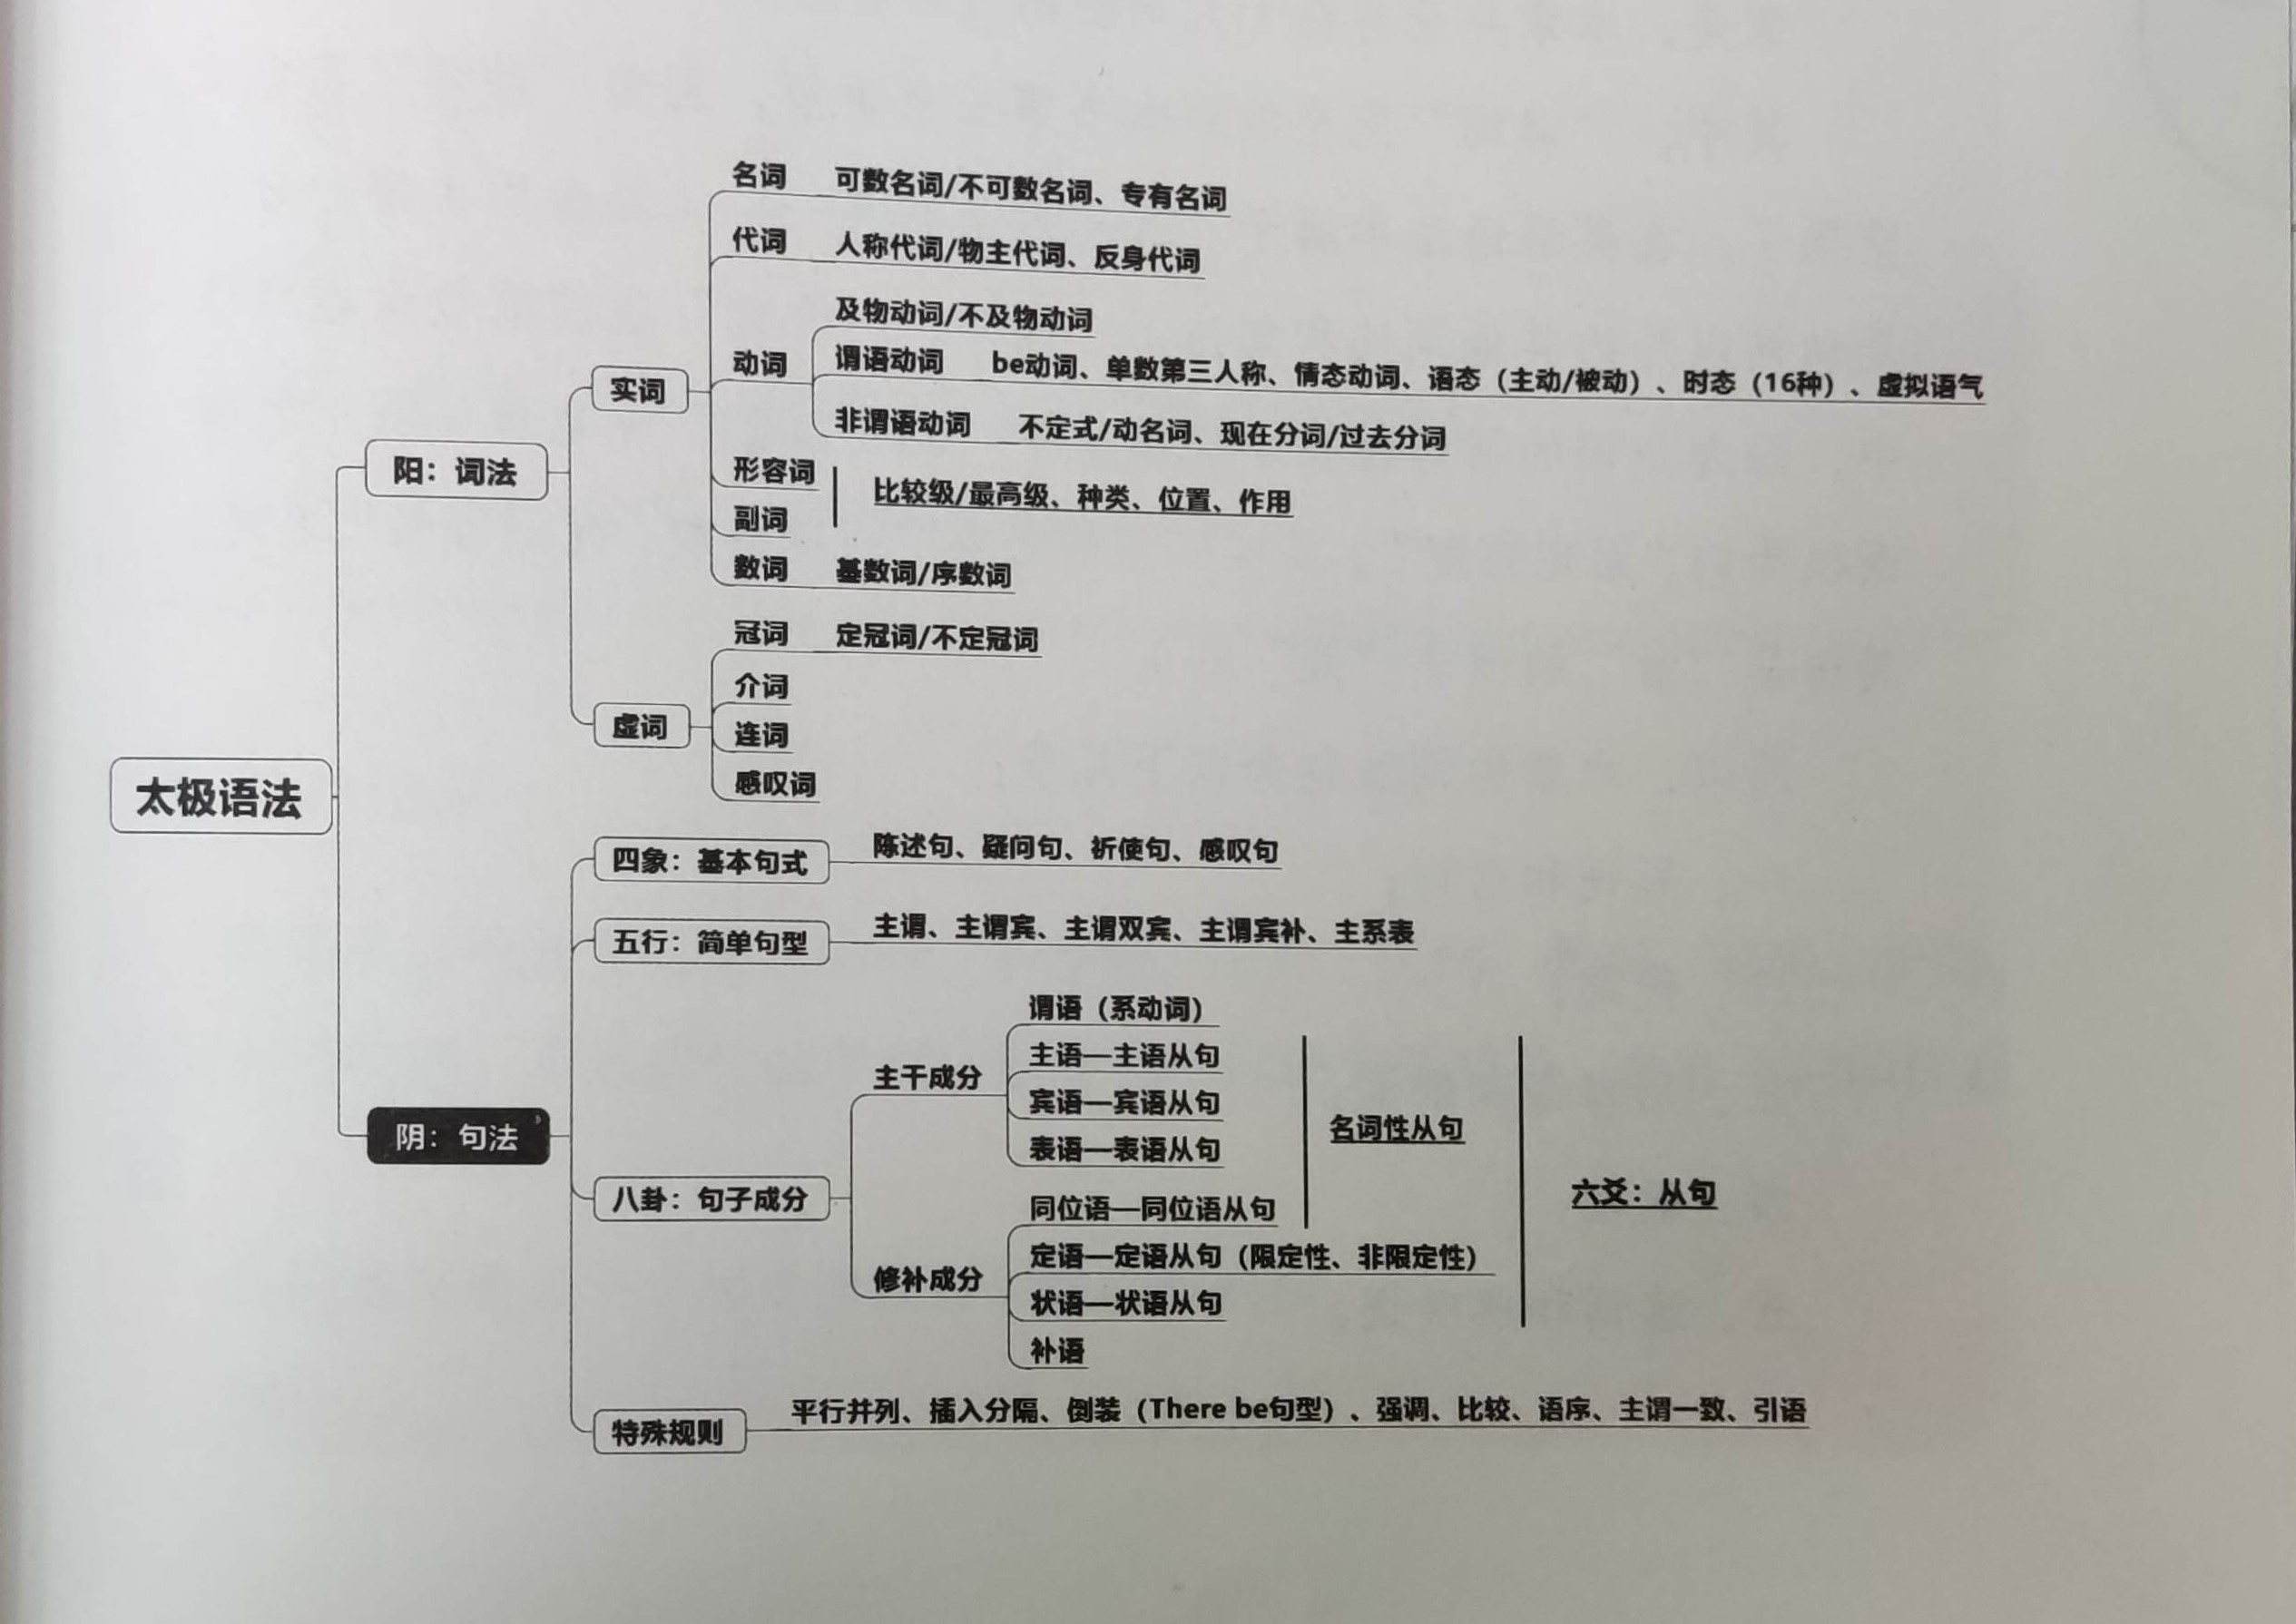 太极语法
阳：词法
实词
名词 可数名词/不可数名词、专有名词
代词 人称代词/物主代词、反身代词
动词
及物动词/不及物动词
谓语动词 be动词、单数第三人称、情态动词、语态（主动/被动）、时态（16种）、虚拟语气
非谓语动词 不定式/动名词、现在分词/过去分词
形容词
副词
比较级/最高级、种类、位置、作用
数词 基数词/序数词
虚词
冠词 定冠词/不定冠词
介词
连词
感叹词
阴：句法
四象：基本句式 陈述句、疑问句、祈使句、感叹句
五行：简单句型 主谓、主谓宾、主谓双宾、主谓宾补、主系表
八卦：句子成分
主干成分
谓语（系动词）
主语—主语从句
宾语—宾语从句
表语—表语从句
修补成分
同位语—同位语从句
定语—定语从句（限定性、非限定性）
状语—状语从句
补语
名词性从句
六爻：从句
特殊规则 平行并列、插入分隔、倒装（There be句型）、强调、比较、语序、主谓一致、引语